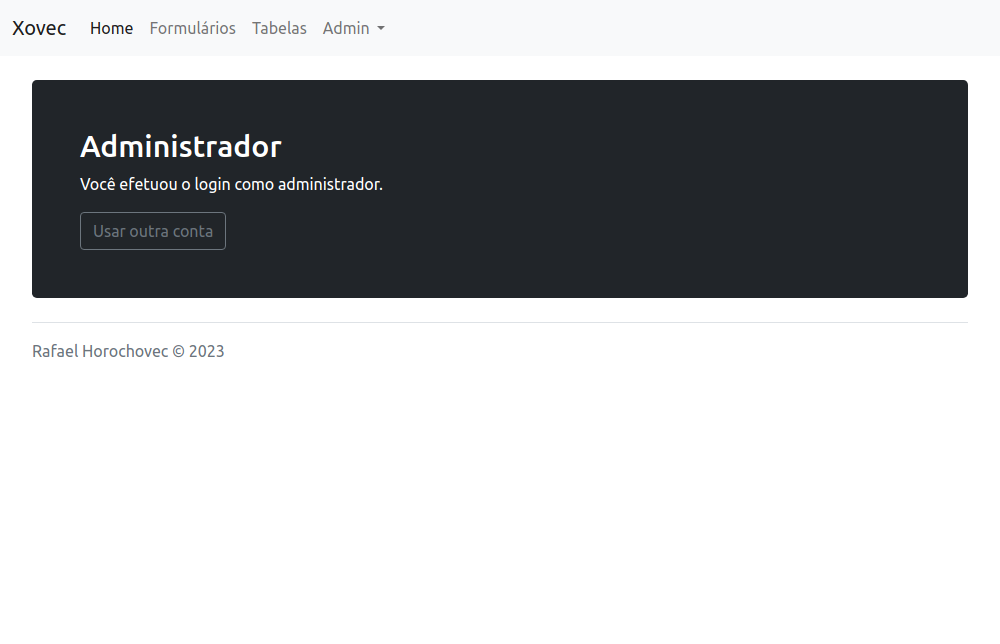 Xovec Home Formulários Tabelas Admin
Administrador
Você efetuou o login como administrador.
Usar outra conta
Rafael Horochovec © 2023